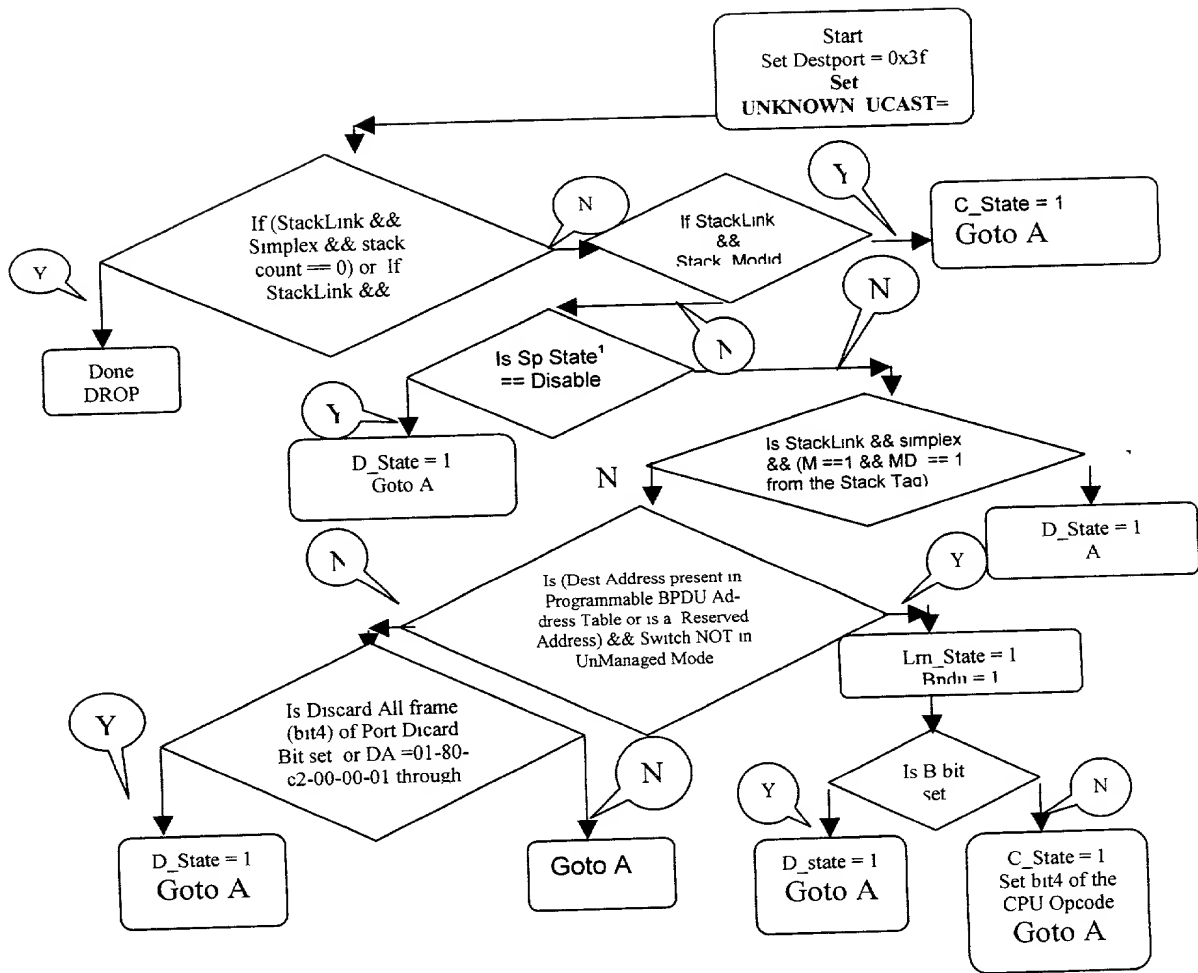 Start
Set Destport = 0x3f
Set
UNKNOWN UCAST=
If (StackLink &&
Simplex && stack
count == 0) or If
StackLink &&
N
If StackLink
&&
Stack Modid
Y
C_State = 1
Goto A
Y
Done
DROP
N
N
Is Sp State¹
== Disable
Y
D_State = 1
Goto A
Is StackLink && simplex
&& (M ==1 && MD == 1
from the Stack Tag)
N
D_State = 1
A
N
Is (Dest Address present in
Programmable BPDU Ad-
dress Table or is a Reserved
Address) && Switch NOT in
UnManaged Mode
Y
Lrn_State = 1
Bpdu = 1
Is Discard All frame
(bit4) of Port Dicard
Bit set or DA =01-80-
c2-00-00-01 through
Y
N
D_State = 1
Goto A
Goto A
Is B bit
set
Y
N
D_state = 1
Goto A
C_State = 1
Set bit4 of the
CPU Opcode
Goto A